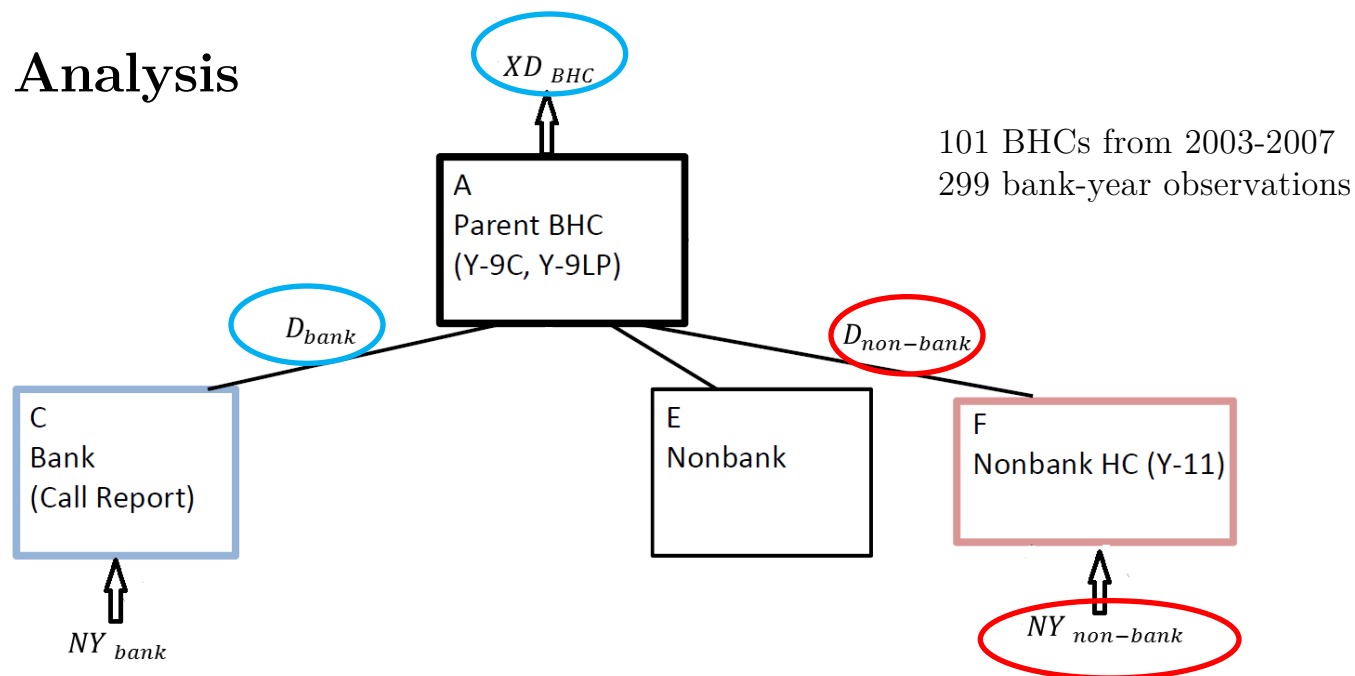 Analysis
XD BHC
101 BHCs from 2003-2007
299 bank-year observations
A
Parent BHC
(Y-9C, Y-9LP)
D bank
D non-bank
C
Bank
(Call Report)
E
Nonbank
F
Nonbank HC (Y-11)
NY bank
NY non-bank